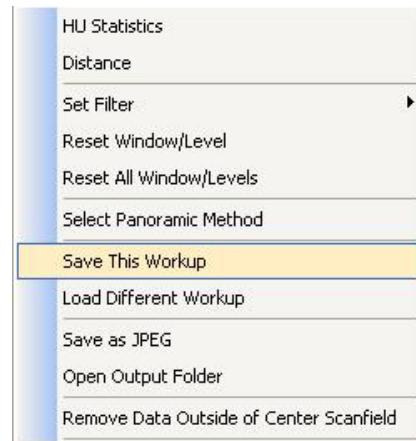 HU Statistics
Distance
Set Filter
Reset Window/Level
Reset All Window/Levels
Select Panoramic Method
Save This Workup
Load Different Workup
Save as JPEG
Open Output Folder
Remove Data Outside of Center Scanfield